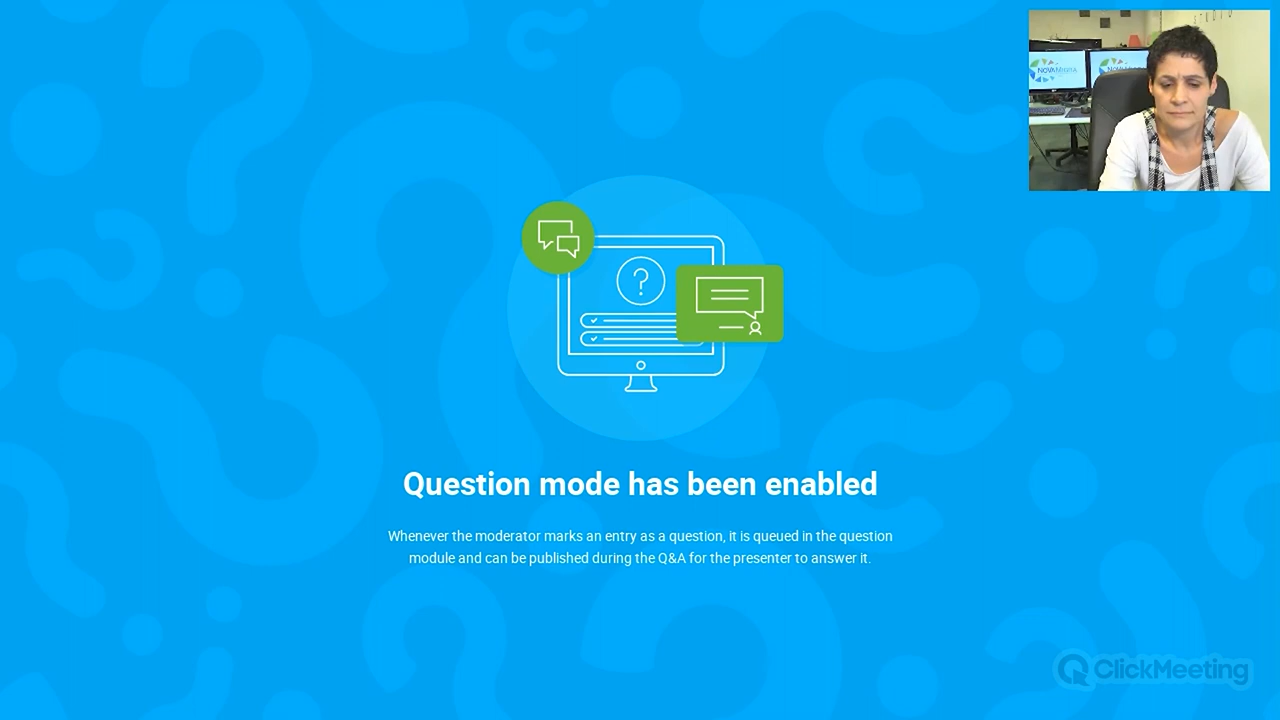 NOVAMEDIA
Question mode has been enabled
Whenever the moderator marks an entry as a question, it is queued in the question
module and can be published during the Q&A for the presenter to answer it.
ClickMeeting